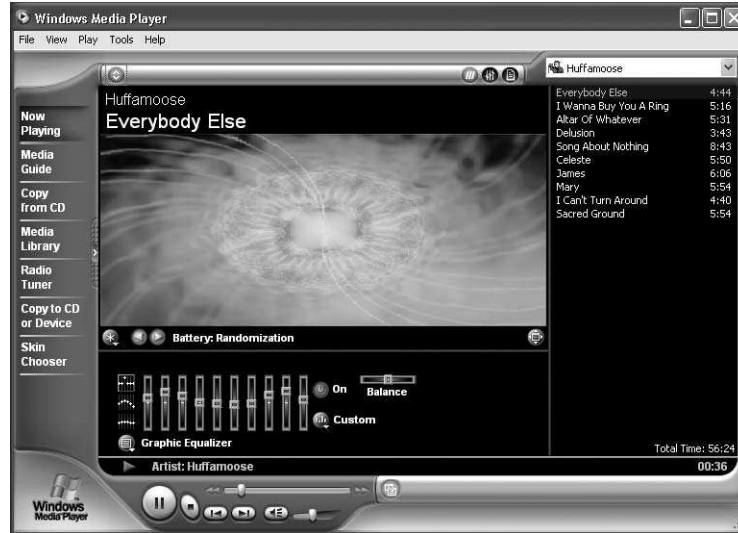 Windows Media Player
File View Play Tools Help
Huffamoose
Huffamoose
Everybody Else
Now
Playing
Media
Guide
Copy
from CD
Media
Library
Radio
Tuner
Copy to CD
or Device
Skin
Chooser
Everybody Else 4:44
I Wanna Buy You A Ring 5:16
Altar Of Whatever 5:31
Delusion 3:43
Song About Nothing 8:43
Celeste 5:50
James 6:06
Mary 5:54
I Can't Turn Around 4:40
Sacred Ground 5:54
Battery: Randomization
On
Balance
Custom
Graphic Equalizer
Total Time: 56:24
Artist: Huffamoose 00:36
Windows
Media Player